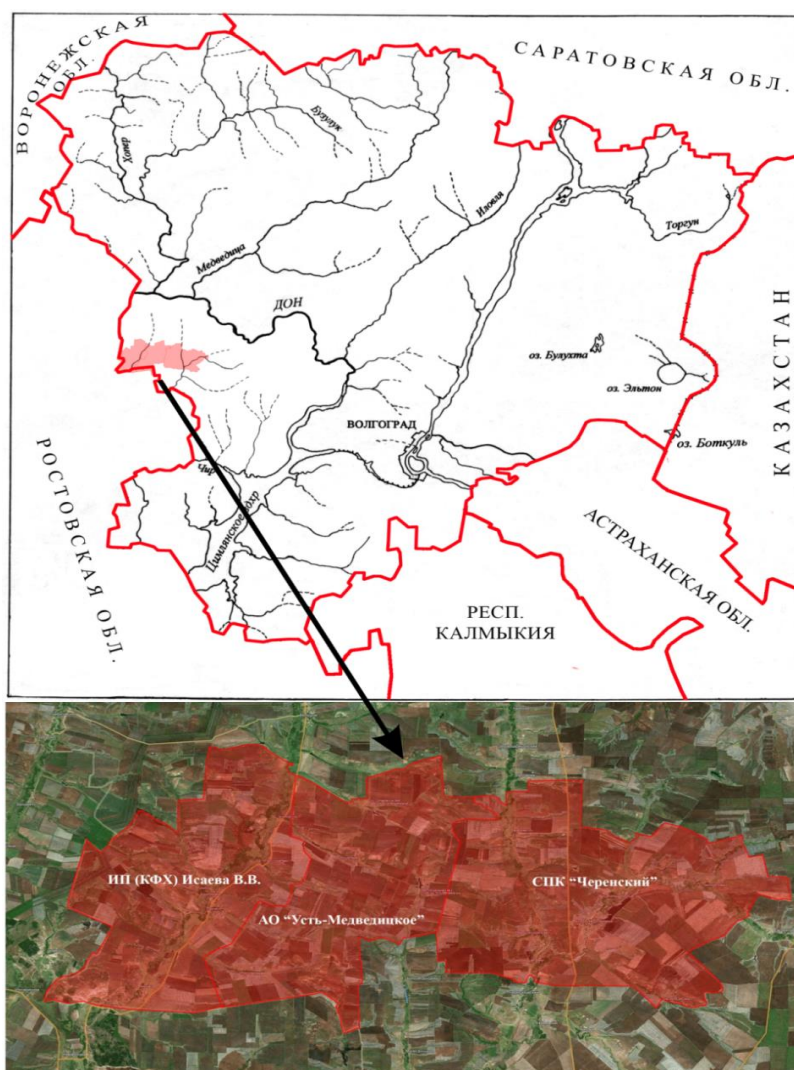 ВОРОНЕЖСКАЯ
ОБЛ.
САРАТОВСКАЯ ОБЛ.
Хопер
Бузулук
Медведица
Иловля
Торгун
ДОН
КАЗАХСТАН
оз. Булухта
оз. Эльтон
оз. Боткуль
ВОЛГОГРАД
РОСТОВСКАЯ ОБЛ.
Чир
Цимлянское вдхр
АСТРАХАНСКАЯ ОБЛ.
РЕСП.
КАЛМЫКИЯ
ИП (КФХ) Исаева В.В.
АО “Усть-Медведицкое”
СПК “Черенский”